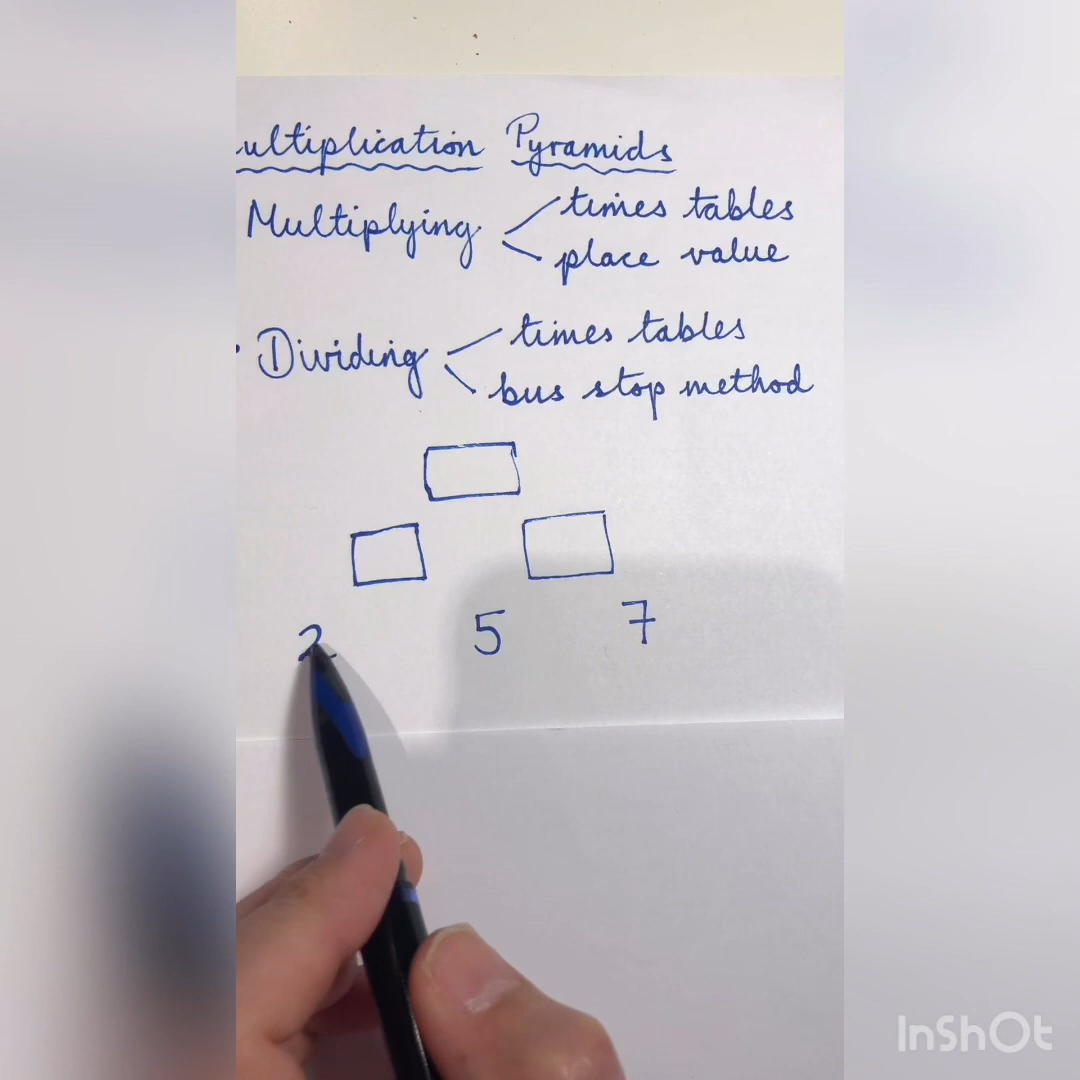 ultiplication Pyramids
Multiplying
times tables
place value
Dividing
times tables
bus stop method
2 5 7
InShOt